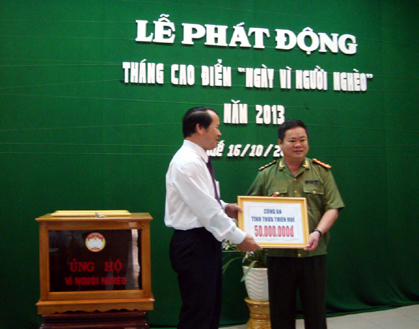 LỄ PHÁT ĐỘNG
THÁNG CAO ĐIỂM "NGÀY VÌ NGƯỜI NGHÈO"
NĂM 2013
16/10/2
CÔNG AN
TỈNH THỪA THIÊN HUẾ
50.000.000đ
ỦNG HỘ
VÌ NGƯỜI NGHÈO